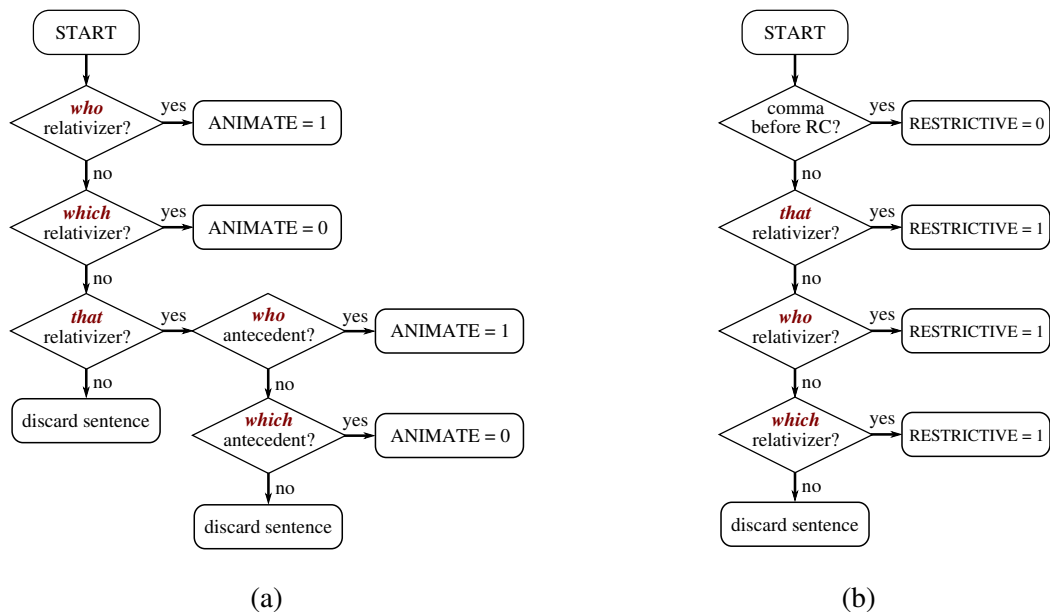 START
who
relativizer?
yes
ANIMATE = 1
no
which
relativizer?
yes
ANIMATE = 0
no
that
relativizer?
yes
who
antecedent?
yes
ANIMATE = 1
no
discard sentence
no
which
antecedent?
yes
ANIMATE = 0
no
discard sentence
(a)
START
comma
before RC?
yes
RESTRICTIVE = 0
no
that
relativizer?
yes
RESTRICTIVE = 1
no
who
relativizer?
yes
RESTRICTIVE = 1
no
which
relativizer?
yes
RESTRICTIVE = 1
no
discard sentence
(b)